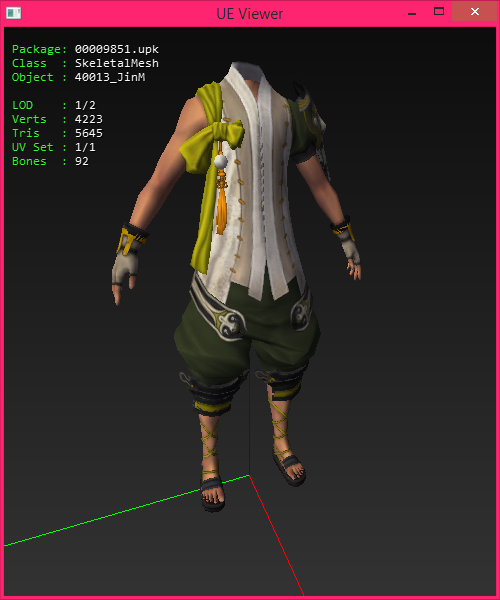 UE Viewer
Package: 00009851.upk
Class : SkeletalMesh
Object : 40013_JinM
LOD : 1/2
Verts : 4223
Tris : 5645
UV Set : 1/1
Bones : 92